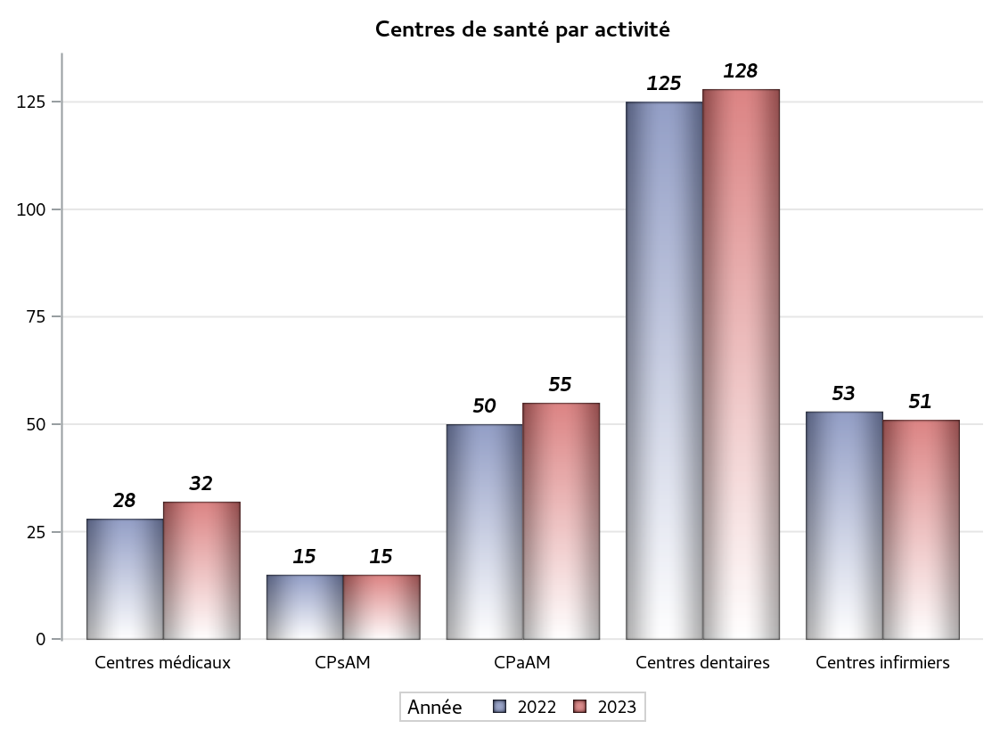 Centres de santé par activité
125
100
75
50
25
0
28
32
15
15
50
55
125
128
53
51
Centres médicaux
CPsAM
CPaAM
Centres dentaires
Centres infirmiers
Année 2022 2023